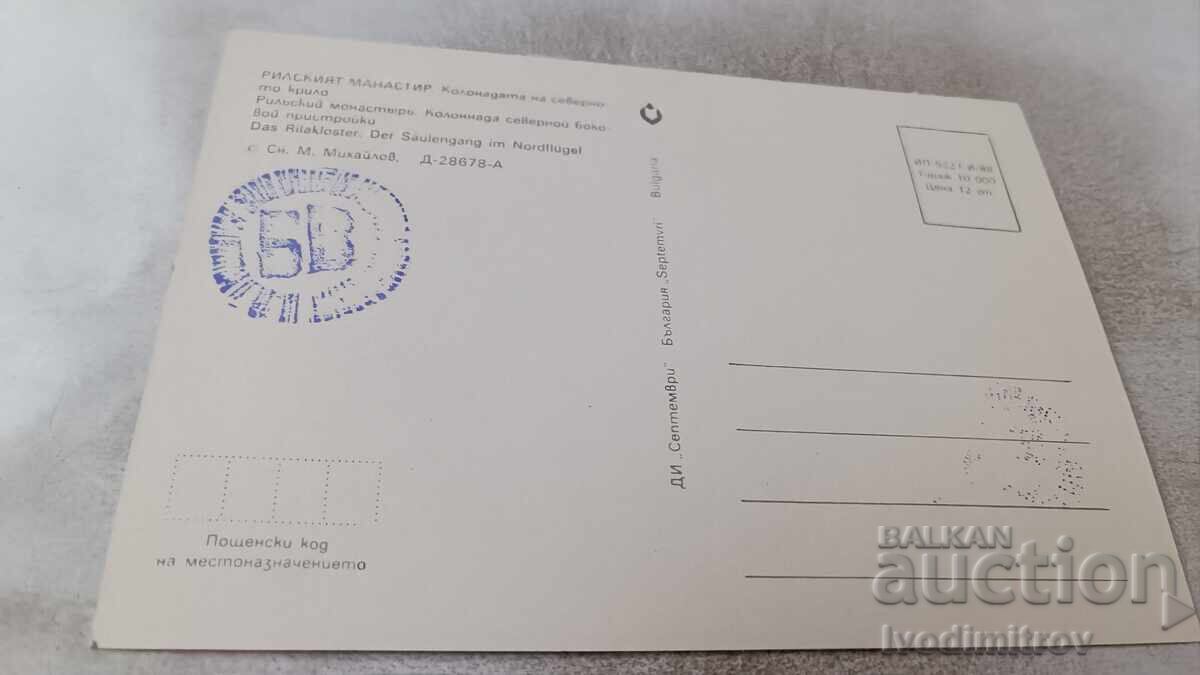 РИЛСКИЯТ МАНАСТИР. Колонадата на северно-
то крило
Рильский монастырь. Колоннада северной боко-
вой пристройки
Das Rilakloster. Der Säulengang im Nordflügel
с Сн. М. Михайлов, Д-28678-А
БВ
Пощенски код
на местоназначението
ДИ „Септември" България „Septemvri" Bulgaria
Тираж 10 000
Цена 12 ст.
BALKAN
auction
Ivodimitrov